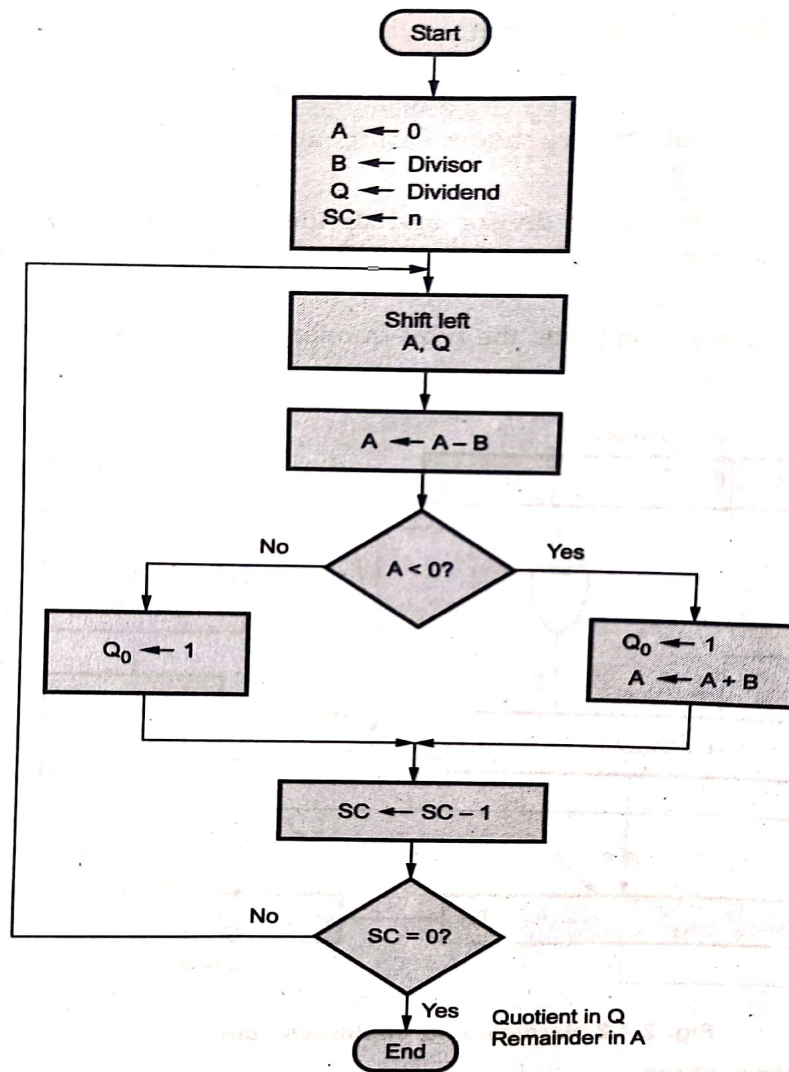 Start
A ← 0
B ← Divisor
Q ← Dividend
SC ← n
Shift left
A, Q
A ← A – B
A < 0?
No
Yes
Q₀ ← 1
Q₀ ← 1
A ← A + B
SC ← SC – 1
SC = 0?
No
Yes
Quotient in Q
Remainder in A
End